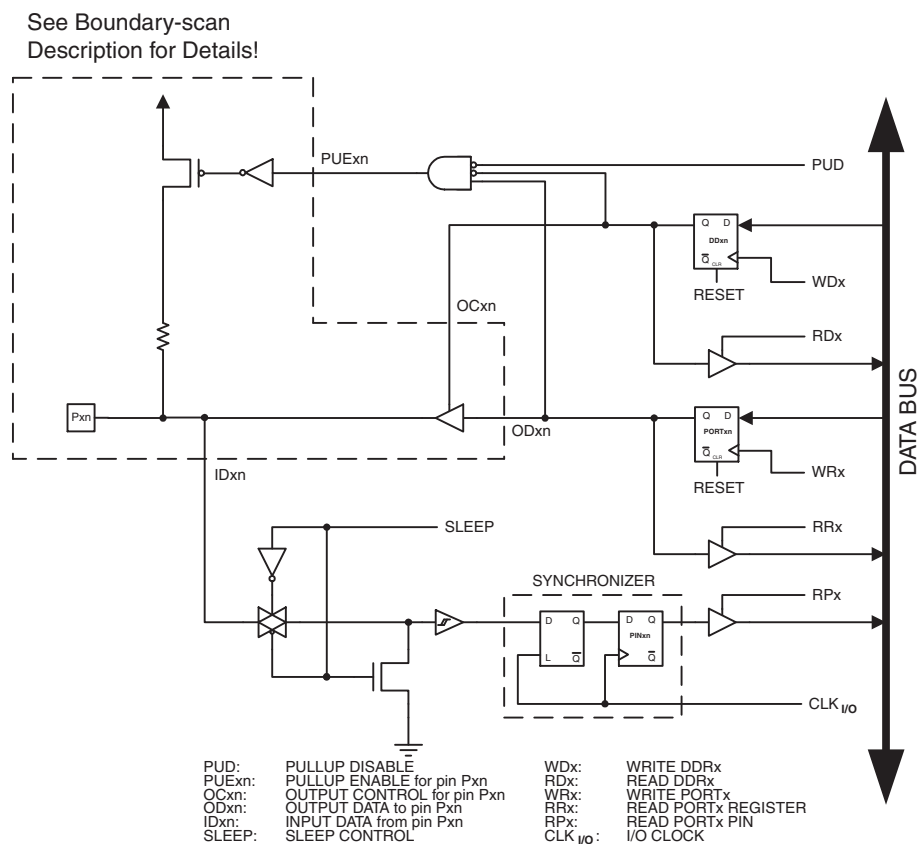 See Boundary-scan
Description for Details!
PUExn
PUD
Q D
DDxn
Q CLR
WDx
RESET
OCxn
RDx
DATA BUS
Pxn
ODxn
Q D
PORTxn
Q CLR
WRx
RESET
IDxn
SLEEP
RRx
SYNCHRONIZER
RPx
D Q
L Q
D Q
PINxn
Q
CLK I/O
PUD: PULLUP DISABLE
PUExn: PULLUP ENABLE for pin Pxn
OCxn: OUTPUT CONTROL for pin Pxn
ODxn: OUTPUT DATA to pin Pxn
IDxn: INPUT DATA from pin Pxn
SLEEP: SLEEP CONTROL
WDx: WRITE DDRx
RDx: READ DDRx
WRx: WRITE PORTx
RRx: READ PORTx REGISTER
RPx: READ PORTx PIN
CLK I/O: I/O CLOCK